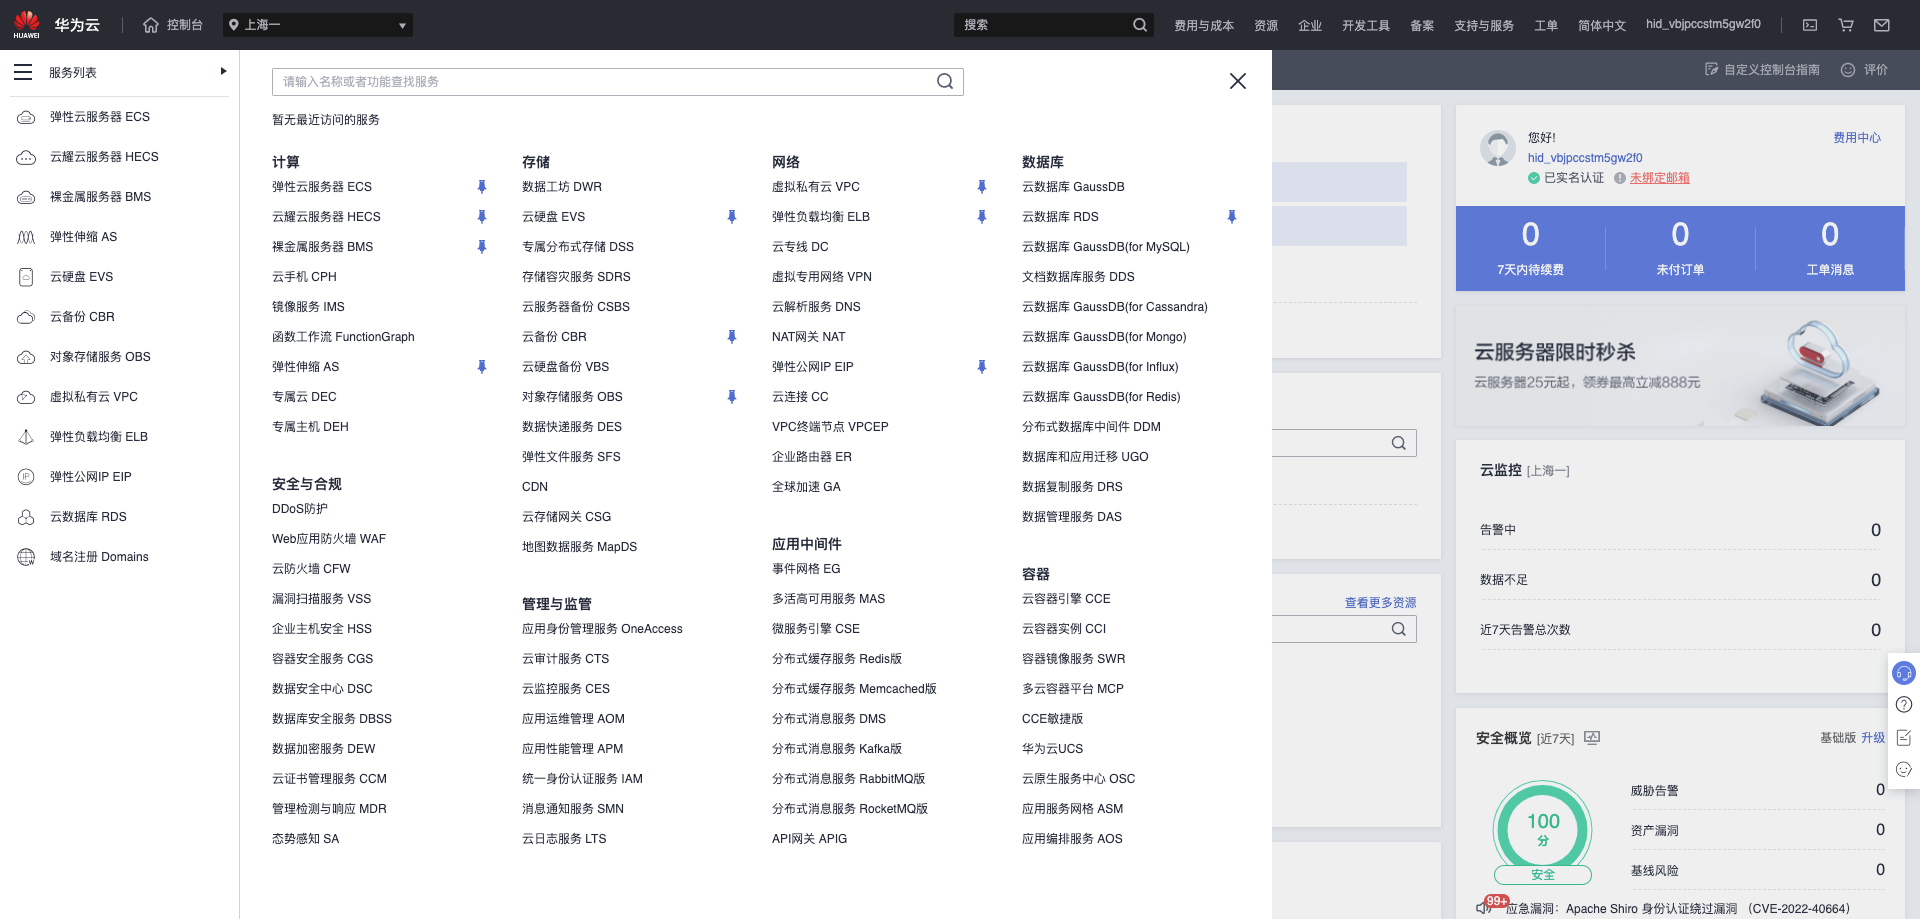 HUAWEI
华为云
控制台
上海一
搜索
费用与成本
资源
企业
开发工具
备案
支持与服务
工单
简体中文
hid_vbjpccstm5gw2f0
服务列表
弹性云服务器 ECS
云耀云服务器 HECS
裸金属服务器 BMS
弹性伸缩 AS
云硬盘 EVS
云备份 CBR
对象存储服务 OBS
虚拟私有云 VPC
弹性负载均衡 ELB
弹性公网IP EIP
云数据库 RDS
域名注册 Domains
请输入名称或者功能查找服务
暂无最近访问的服务
计算
弹性云服务器 ECS
云耀云服务器 HECS
裸金属服务器 BMS
云手机 CPH
镜像服务 IMS
函数工作流 FunctionGraph
弹性伸缩 AS
专属云 DEC
专属主机 DEH
安全与合规
DDoS防护
Web应用防火墙 WAF
云防火墙 CFW
漏洞扫描服务 VSS
企业主机安全 HSS
容器安全服务 CGS
数据安全中心 DSC
数据库安全服务 DBSS
数据加密服务 DEW
云证书管理服务 CCM
管理检测与响应 MDR
态势感知 SA
存储
数据工坊 DWR
云硬盘 EVS
专属分布式存储 DSS
存储容灾服务 SDRS
云服务器备份 CSBS
云备份 CBR
云硬盘备份 VBS
对象存储服务 OBS
数据快递服务 DES
弹性文件服务 SFS
CDN
云存储网关 CSG
地图数据服务 MapDS
管理与监管
应用身份管理服务 OneAccess
云审计服务 CTS
云监控服务 CES
应用运维管理 AOM
应用性能管理 APM
统一身份认证服务 IAM
消息通知服务 SMN
云日志服务 LTS
网络
虚拟私有云 VPC
弹性负载均衡 ELB
云专线 DC
虚拟专用网络 VPN
云解析服务 DNS
NAT网关 NAT
弹性公网IP EIP
云连接 CC
VPC终端节点 VPCEP
企业路由器 ER
全球加速 GA
应用中间件
事件网格 EG
多活高可用服务 MAS
微服务引擎 CSE
分布式缓存服务 Redis版
分布式缓存服务 Memcached版
分布式消息服务 DMS
分布式消息服务 Kafka版
分布式消息服务 RabbitMQ版
分布式消息服务 RocketMQ版
API网关 APIG
数据库
云数据库 GaussDB
云数据库 RDS
云数据库 GaussDB(for MySQL)
文档数据库服务 DDS
云数据库 GaussDB(for Cassandra)
云数据库 GaussDB(for Mongo)
云数据库 GaussDB(for Influx)
云数据库 GaussDB(for Redis)
分布式数据库中间件 DDM
数据库和应用迁移 UGO
数据复制服务 DRS
数据管理服务 DAS
容器
云容器引擎 CCE
云容器实例 CCI
容器镜像服务 SWR
多云容器平台 MCP
CCE敏捷版
华为云UCS
云原生服务中心 OSC
应用服务网格 ASM
应用编排服务 AOS
自定义控制台指南
评价
查看更多资源
您好!
费用中心
hid_vbjpccstm5gw2f0
已实名认证
未绑定邮箱
0
7天内待续费
0
未付订单
0
工单消息
云服务器限时秒杀
云服务器25元起，领券最高立减888元
云监控 [上海一]
告警中 0
数据不足 0
近7天告警总次数 0
安全概览 [近7天]
基础版 升级
100
分
安全
威胁告警 0
资产漏洞 0
基线风险 0
99+
应急漏洞：Apache Shiro 身份认证绕过漏洞 （CVE-2022-40664）